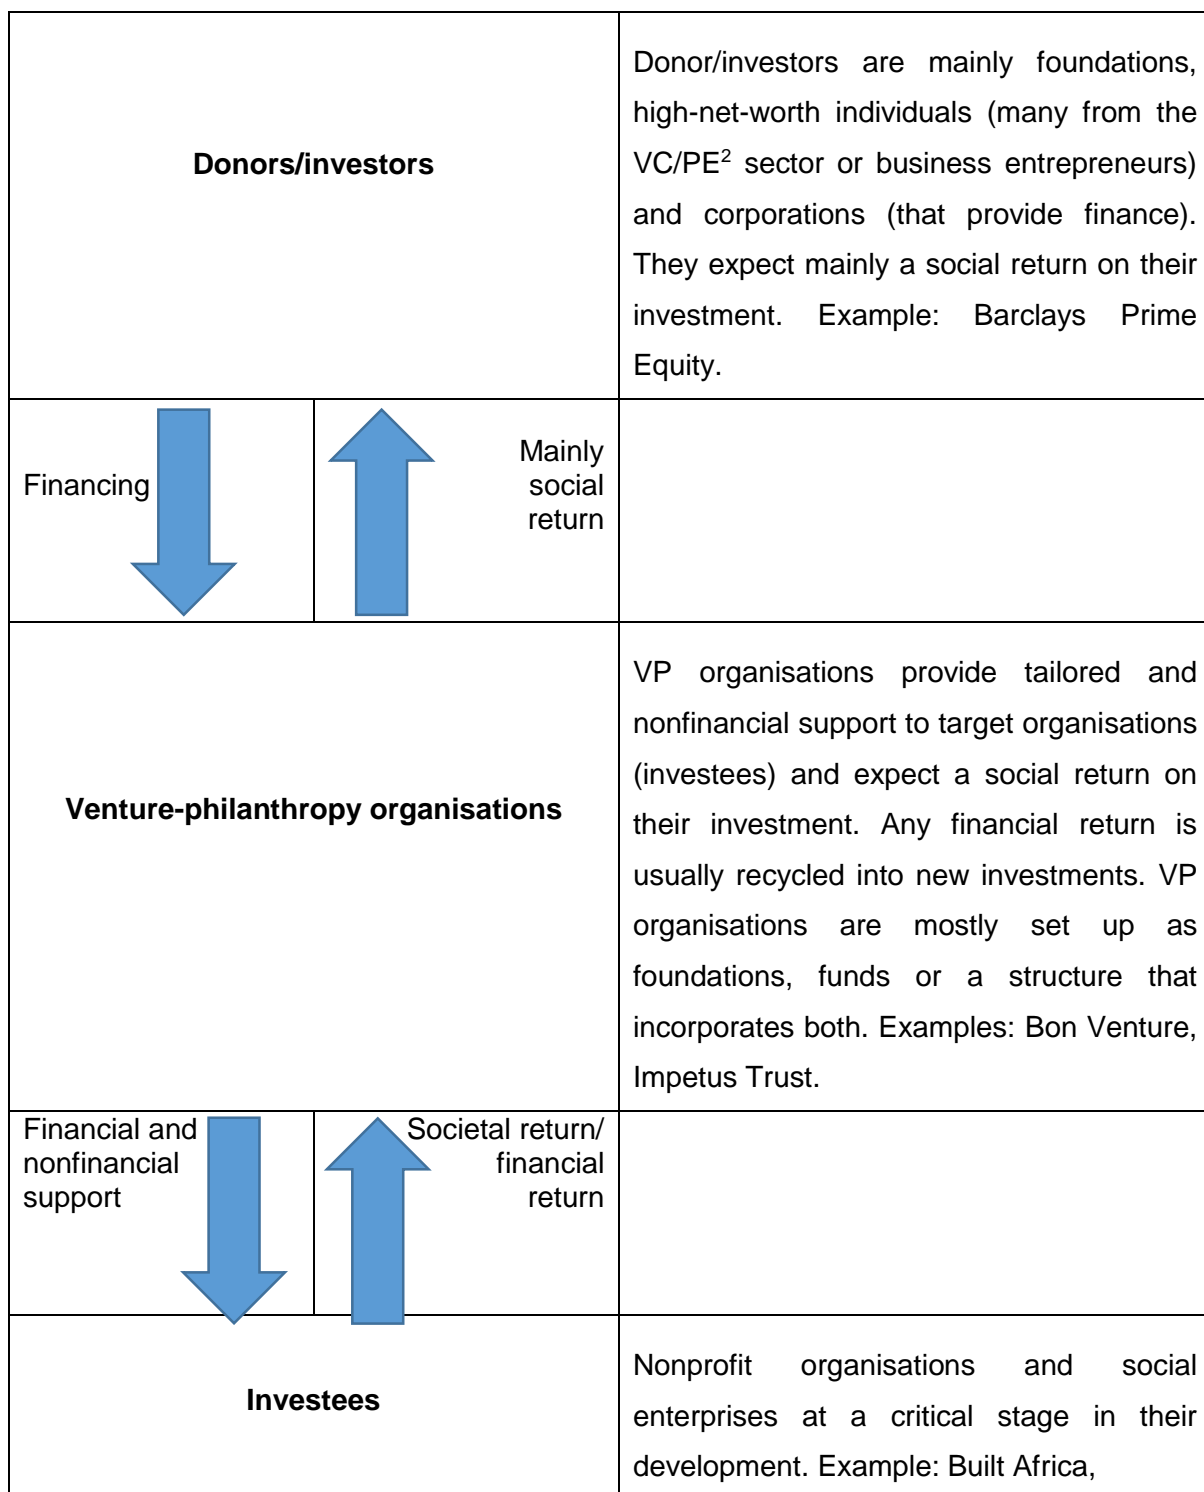 Donors/investors
Donor/investors are mainly foundations,
high-net-worth individuals (many from the
VC/PE2 sector or business entrepreneurs)
and corporations (that provide finance).
They expect mainly a social return on their
investment. Example: Barclays Prime
Equity.
Financing
Mainly
social
return
Venture-philanthropy organisations
VP organisations provide tailored and
nonfinancial support to target organisations
(investees) and expect a social return on
their investment. Any financial return is
usually recycled into new investments. VP
organisations are mostly set up as
foundations, funds or a structure that
incorporates both. Examples: Bon Venture,
Impetus Trust.
Financial and
nonfinancial
support
Societal return/
financial
return
Investees
Nonprofit organisations and social
enterprises at a critical stage in their
development. Example: Built Africa,